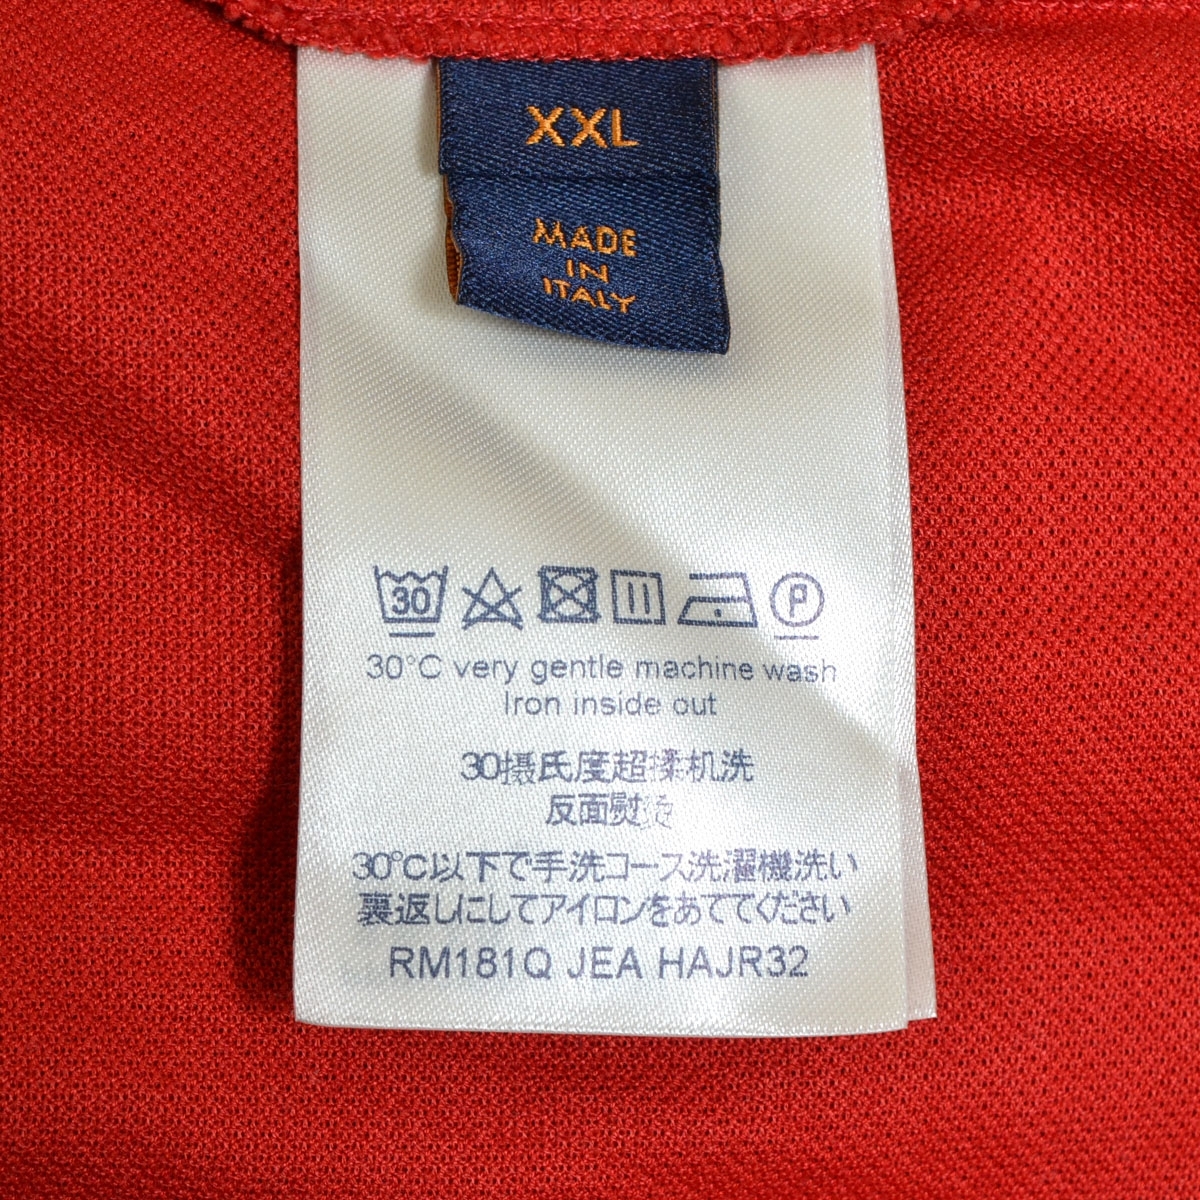 XXL
MADE
IN
ITALY
30 P
30°C very gentle machine wash
Iron inside out
30摄氏度超揉机洗
反面熨烫
30°C以下で手洗コース洗濯機洗い
裏返しにしてアイロンをあててください
RM181Q JEA HAJR32